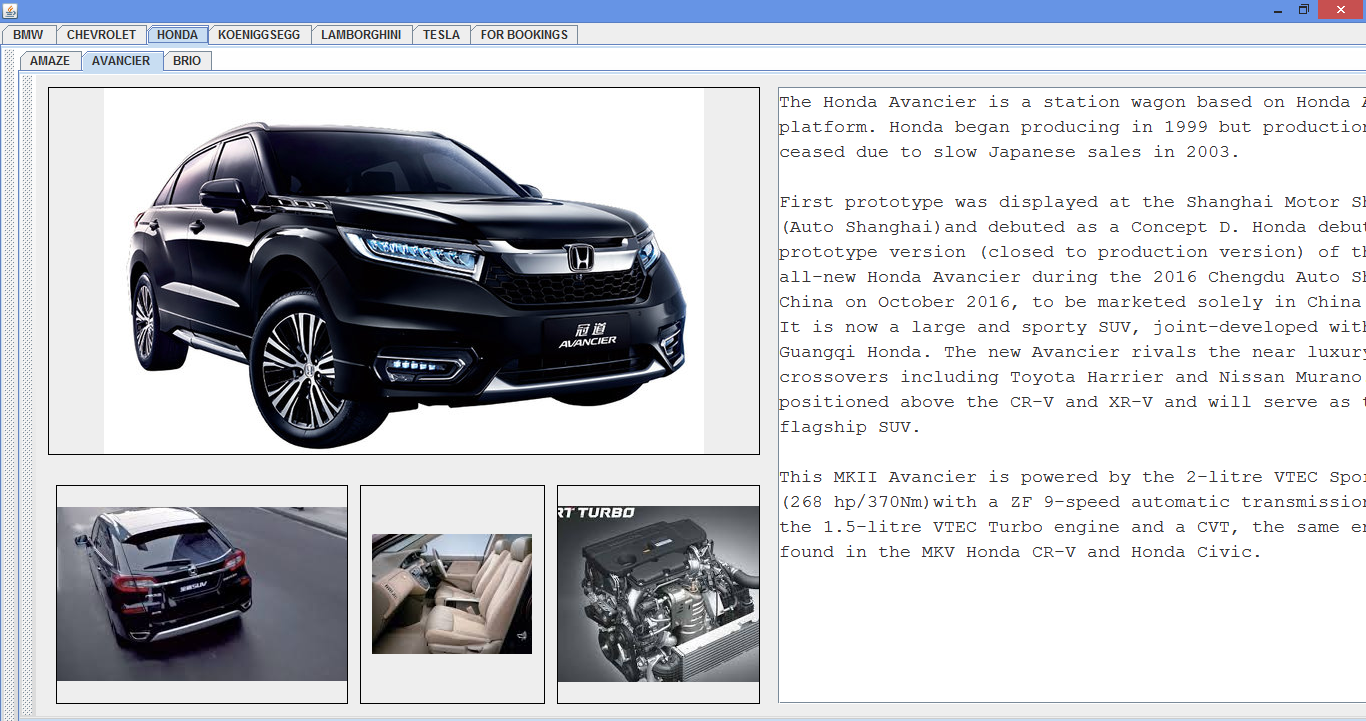 BMW CHEVROLET HONDA KOENIGGSEGG LAMBORGHINI TESLA FOR BOOKINGS
AMAZE AVANCIER BRIO
冠道
AVANCIER
RT TURBO
The Honda Avancier is a station wagon based on Honda A
platform. Honda began producing in 1999 but production
ceased due to slow Japanese sales in 2003.
First prototype was displayed at the Shanghai Motor Sh
(Auto Shanghai)and debuted as a Concept D. Honda debut
prototype version (closed to production version) of th
all-new Honda Avancier during the 2016 Chengdu Auto Sh
China on October 2016, to be marketed solely in China
It is now a large and sporty SUV, joint-developed with
Guangqi Honda. The new Avancier rivals the near luxury
crossovers including Toyota Harrier and Nissan Murano
positioned above the CR-V and XR-V and will serve as t
flagship SUV.
This MKII Avancier is powered by the 2-litre VTEC Spor
(268 hp/370Nm)with a ZF 9-speed automatic transmission
the 1.5-litre VTEC Turbo engine and a CVT, the same en
found in the MKV Honda CR-V and Honda Civic.